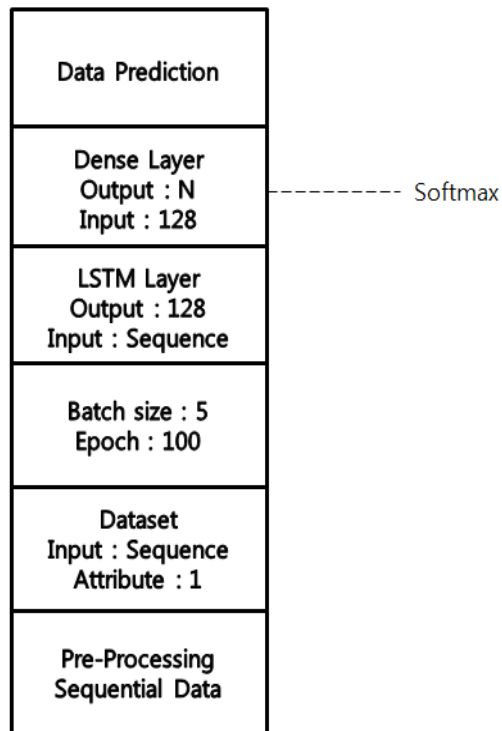 Data Prediction
Dense Layer
Output : N
Input : 128
Softmax
LSTM Layer
Output : 128
Input : Sequence
Batch size : 5
Epoch : 100
Dataset
Input : Sequence
Attribute : 1
Pre-Processing
Sequential Data